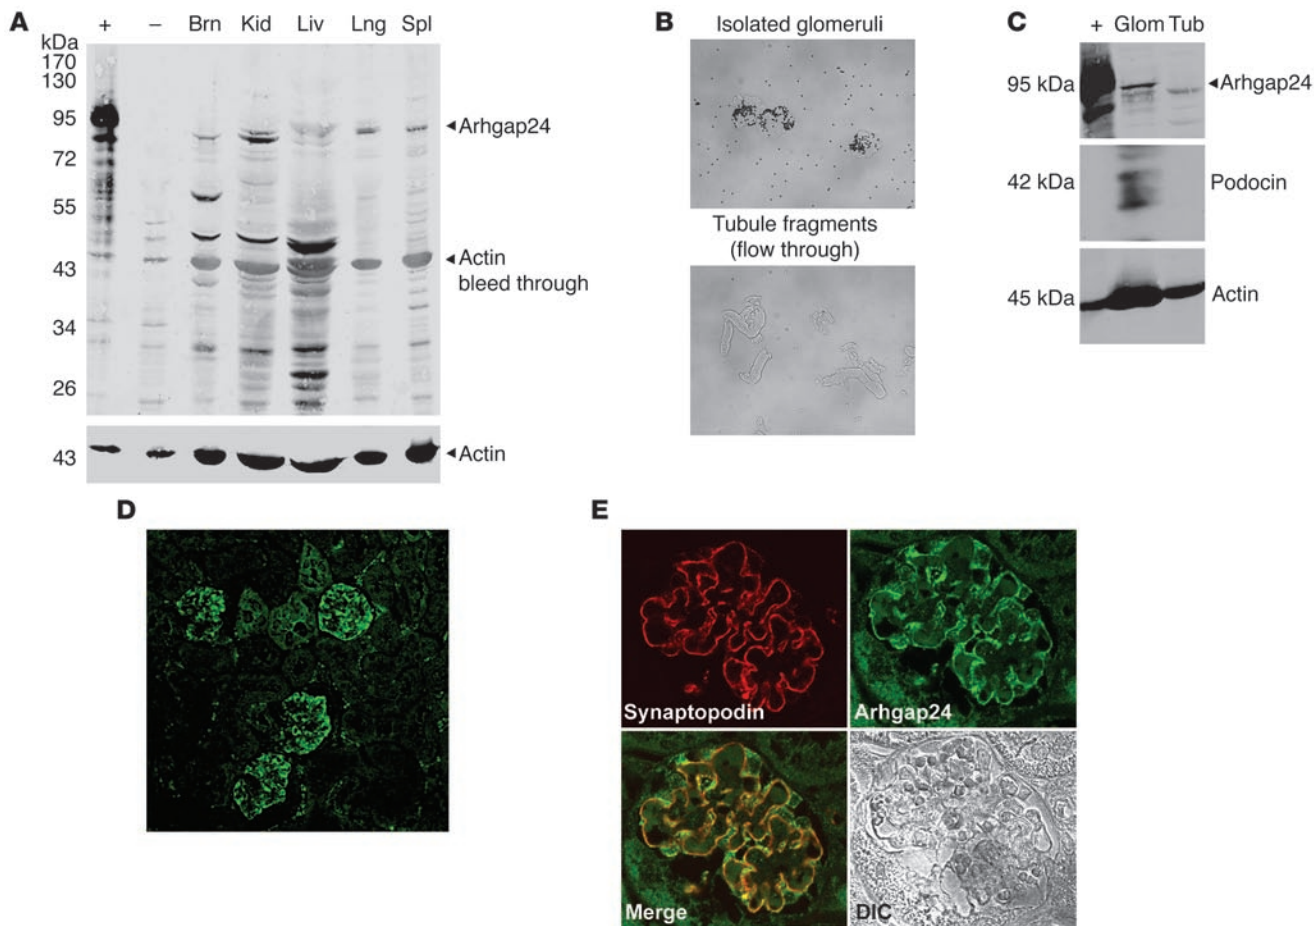 A
+ – Brn Kid Liv Lng Spl
kDa
170
130
95
72
55
43
34
26
Arhgap24
Actin
bleed through
43
Actin
B
Isolated glomeruli
Tubule fragments
(flow through)
C
+ Glom Tub
95 kDa
Arhgap24
42 kDa
Podocin
45 kDa
Actin
D
E
Synaptopodin
Arhgap24
Merge
DIC